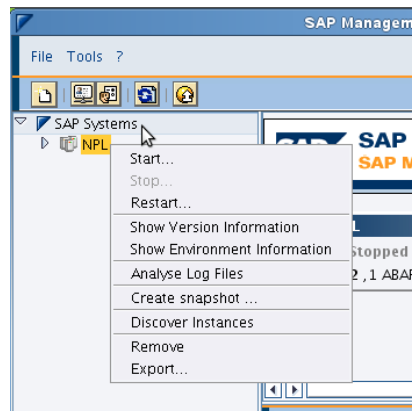 SAP Managem
File Tools ?
SAP Systems
NPL
SAP
SAP M
Start...
Stop...
Restart...
Show Version Information
Show Environment Information
Stopped
Analyse Log Files
2 , 1 ABAP
Create snapshot ...
Discover Instances
Remove
Export...